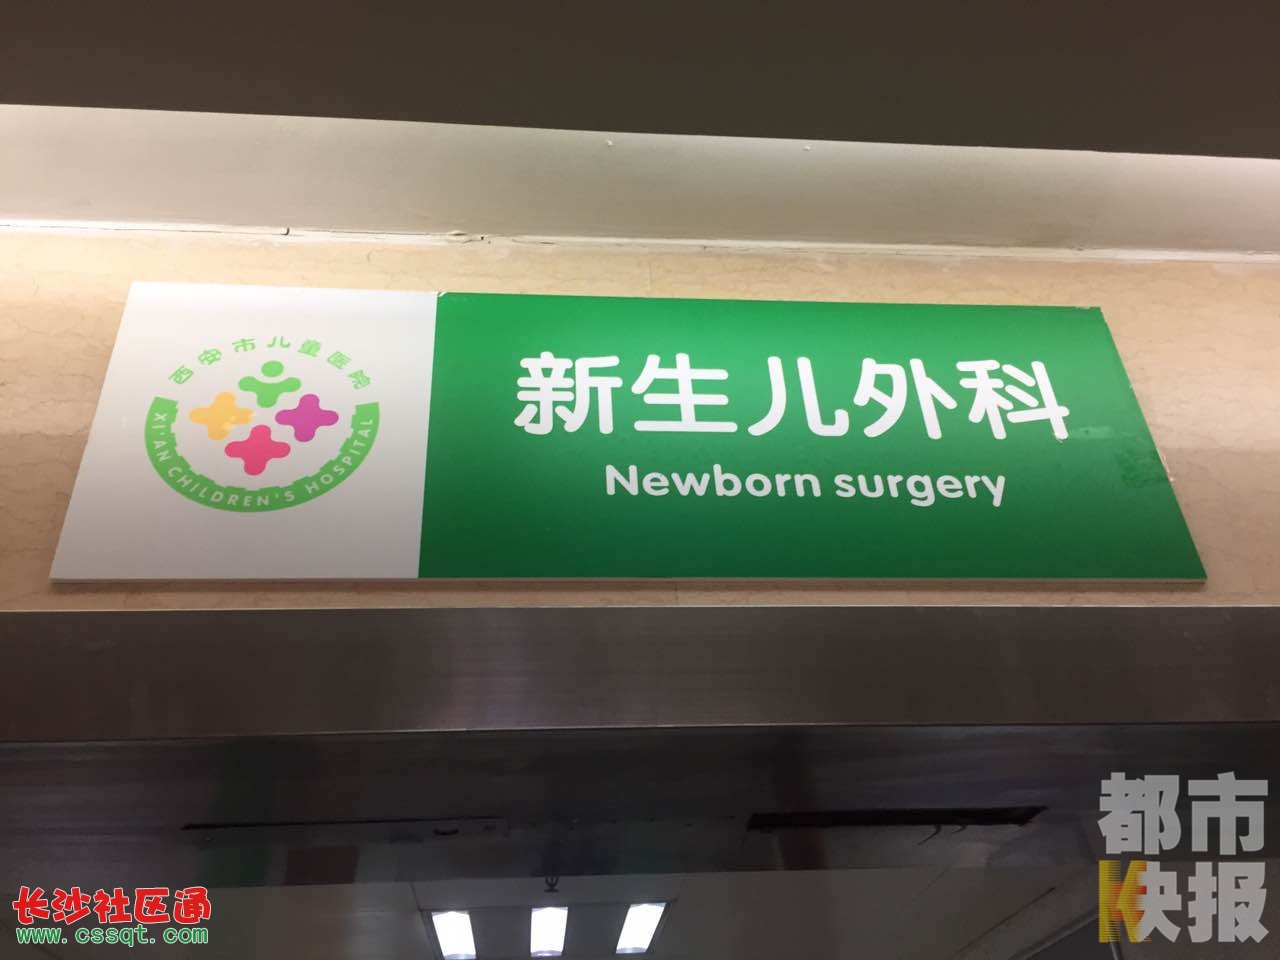 西安市儿童医院
XI'AN CHILDREN'S HOSPITAL
新生儿外科
Newborn surgery
都市
快报
长沙社区通
www.cssqt.com